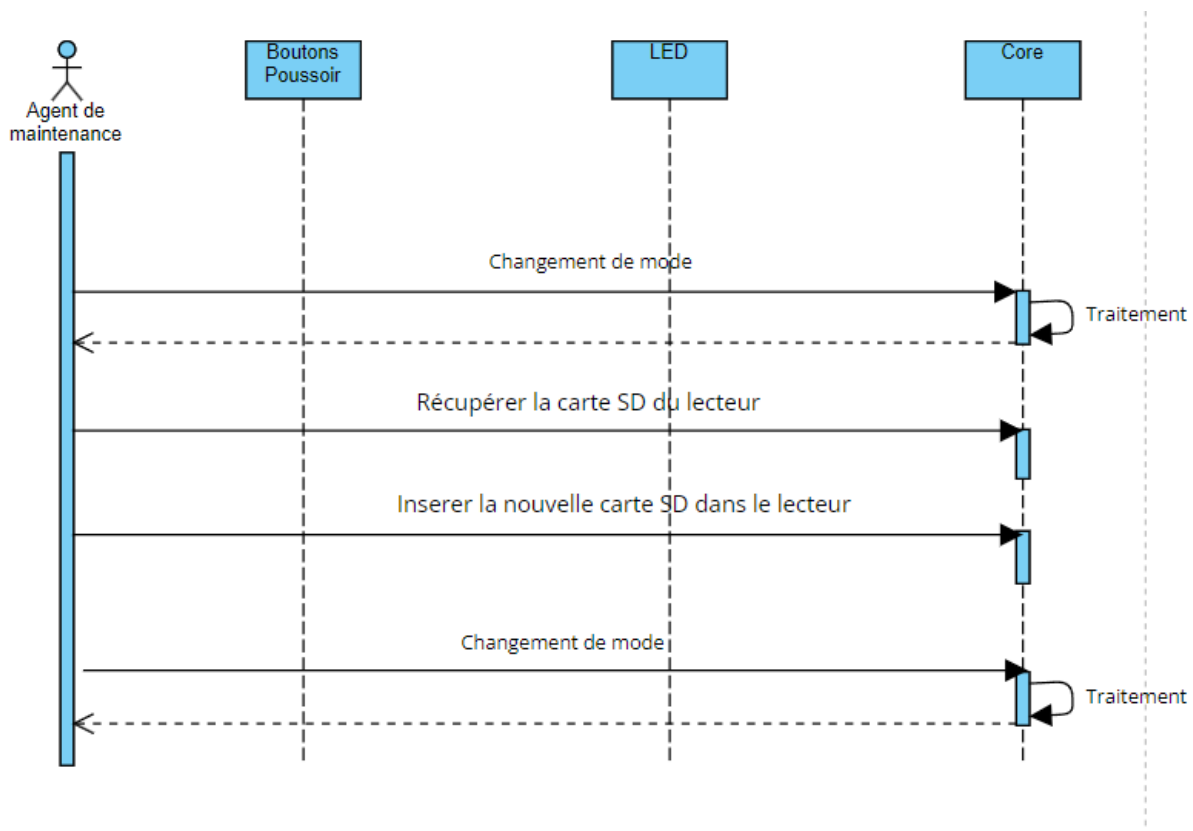 Agent de
maintenance
Boutons
Poussoir
LED
Core
Changement de mode
Traitement
Récupérer la carte SD du lecteur
Inserer la nouvelle carte SD dans le lecteur
Changement de mode
Traitement